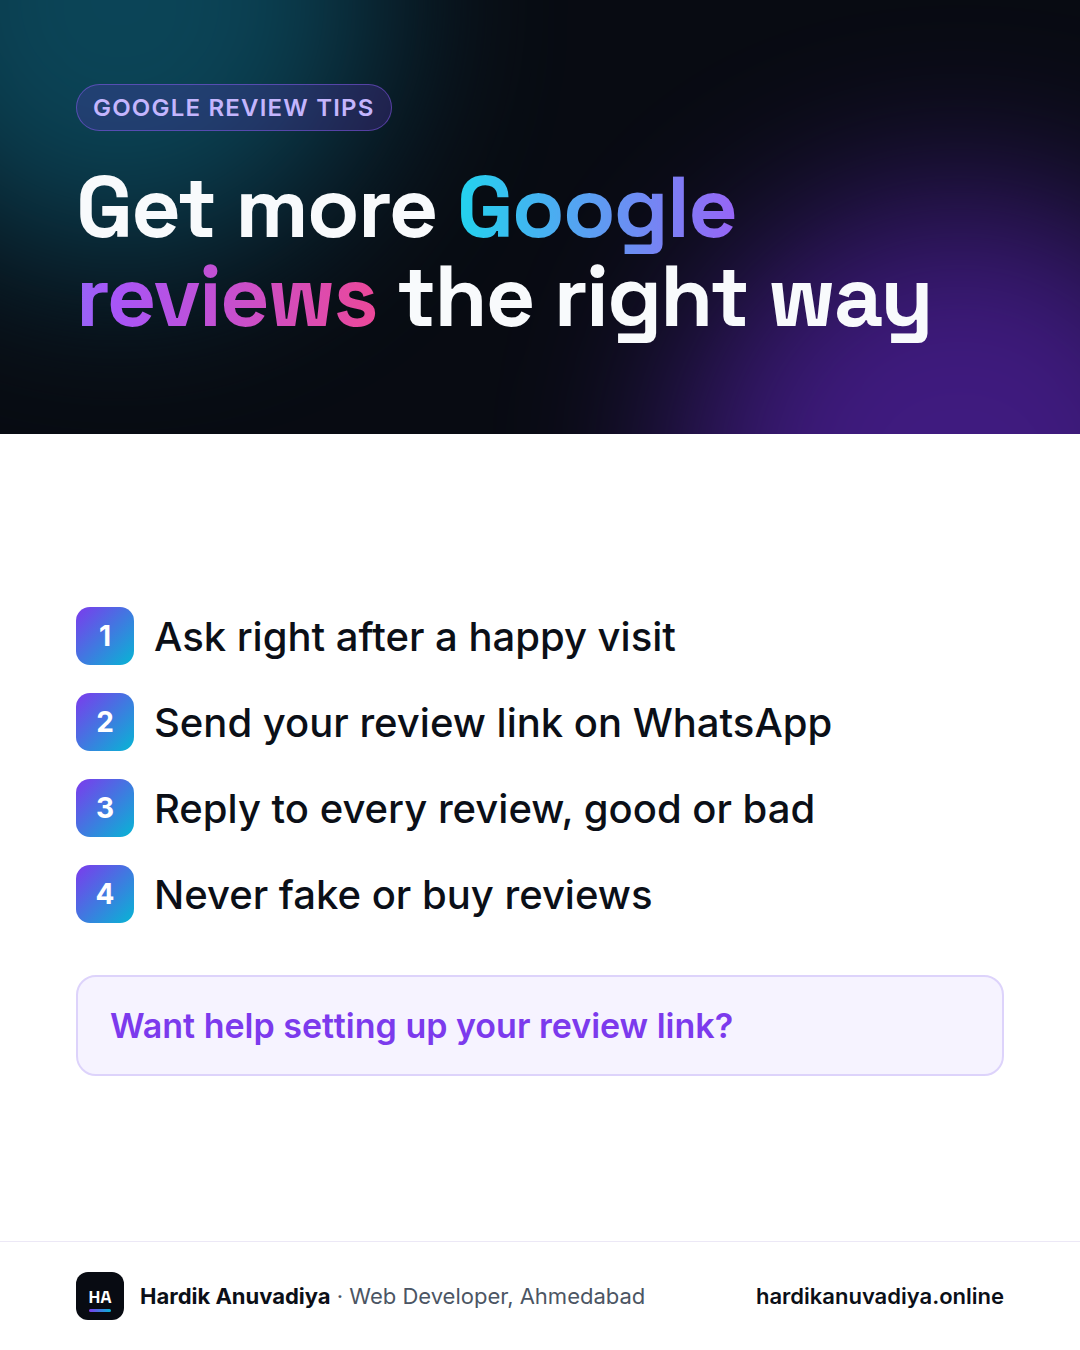 GOOGLE REVIEW TIPS
Get more Google
reviews the right way
1 Ask right after a happy visit
2 Send your review link on WhatsApp
3 Reply to every review, good or bad
4 Never fake or buy reviews
Want help setting up your review link?
HA Hardik Anuvadiya · Web Developer, Ahmedabad hardikanuvadiya.online